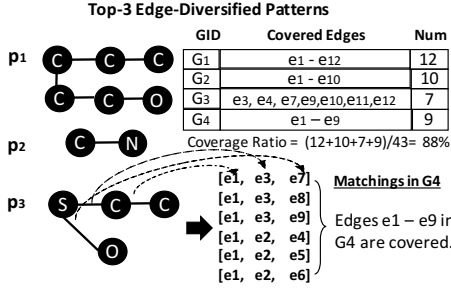 Top-3 Edge-Diversified Patterns
GID Covered Edges Num
G1 e1 - e12 12
G2 e1 - e10 10
G3 e3, e4, e7,e9,e10,e11,e12 7
G4 e1 – e9 9
Coverage Ratio = (12+10+7+9)/43= 88%
p1
C C C
C C O
p2
C N
p3
S C C
O
[e1, e3, e7]
[e1, e3, e8]
[e1, e3, e9]
[e1, e2, e4]
[e1, e2, e5]
[e1, e2, e6]
Matchings in G4
Edges e1 – e9 in
G4 are covered.